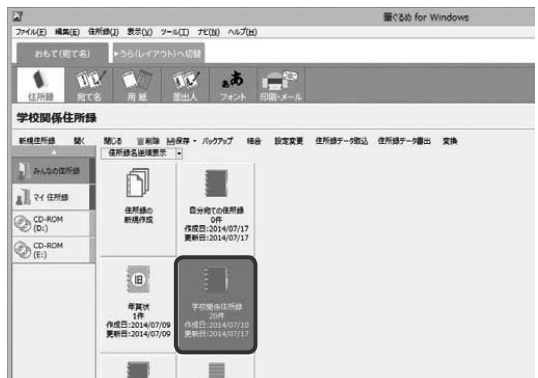 筆ぐるめ for Windows
ファイル(F) 編集(E) 住所録(J) 表示(V) ツール(T) ナビ(N) ヘルプ(H)
おもて(宛て名) ▶うら(レイアウト)へ切替
住所録 宛て名 用紙 差出人 フォント 印刷・メール
学校関係住所録
新規住所録 開く 閉じる 削除 保存 バックアップ 結合 設定変更 住所録データ取込 住所録データ書出 変換
住所録名逆順表示
みんなの住所録
マイ住所録
CD-ROM
(D:)
CD-ROM
(E:)
住所録の
新規作成
自分宛ての住所録
0件
作成日:2014/07/17
更新日:2014/07/17
年賀状
1件
作成日:2014/07/09
更新日:2014/07/09
学校関係住所録
20件
作成日:2014/07/10
更新日:2014/07/17